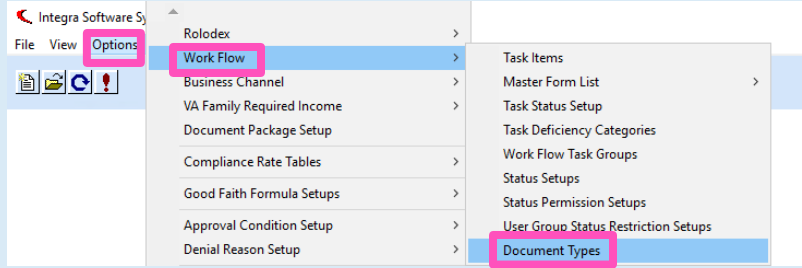 Integra Software Sy
File View Options
Rolodex
Work Flow
Business Channel
VA Family Required Income
Document Package Setup
Compliance Rate Tables
Good Faith Formula Setups
Approval Condition Setup
Denial Reason Setup
Task Items
Master Form List
Task Status Setup
Task Deficiency Categories
Work Flow Task Groups
Status Setups
Status Permission Setups
User Group Status Restriction Setups
Document Types